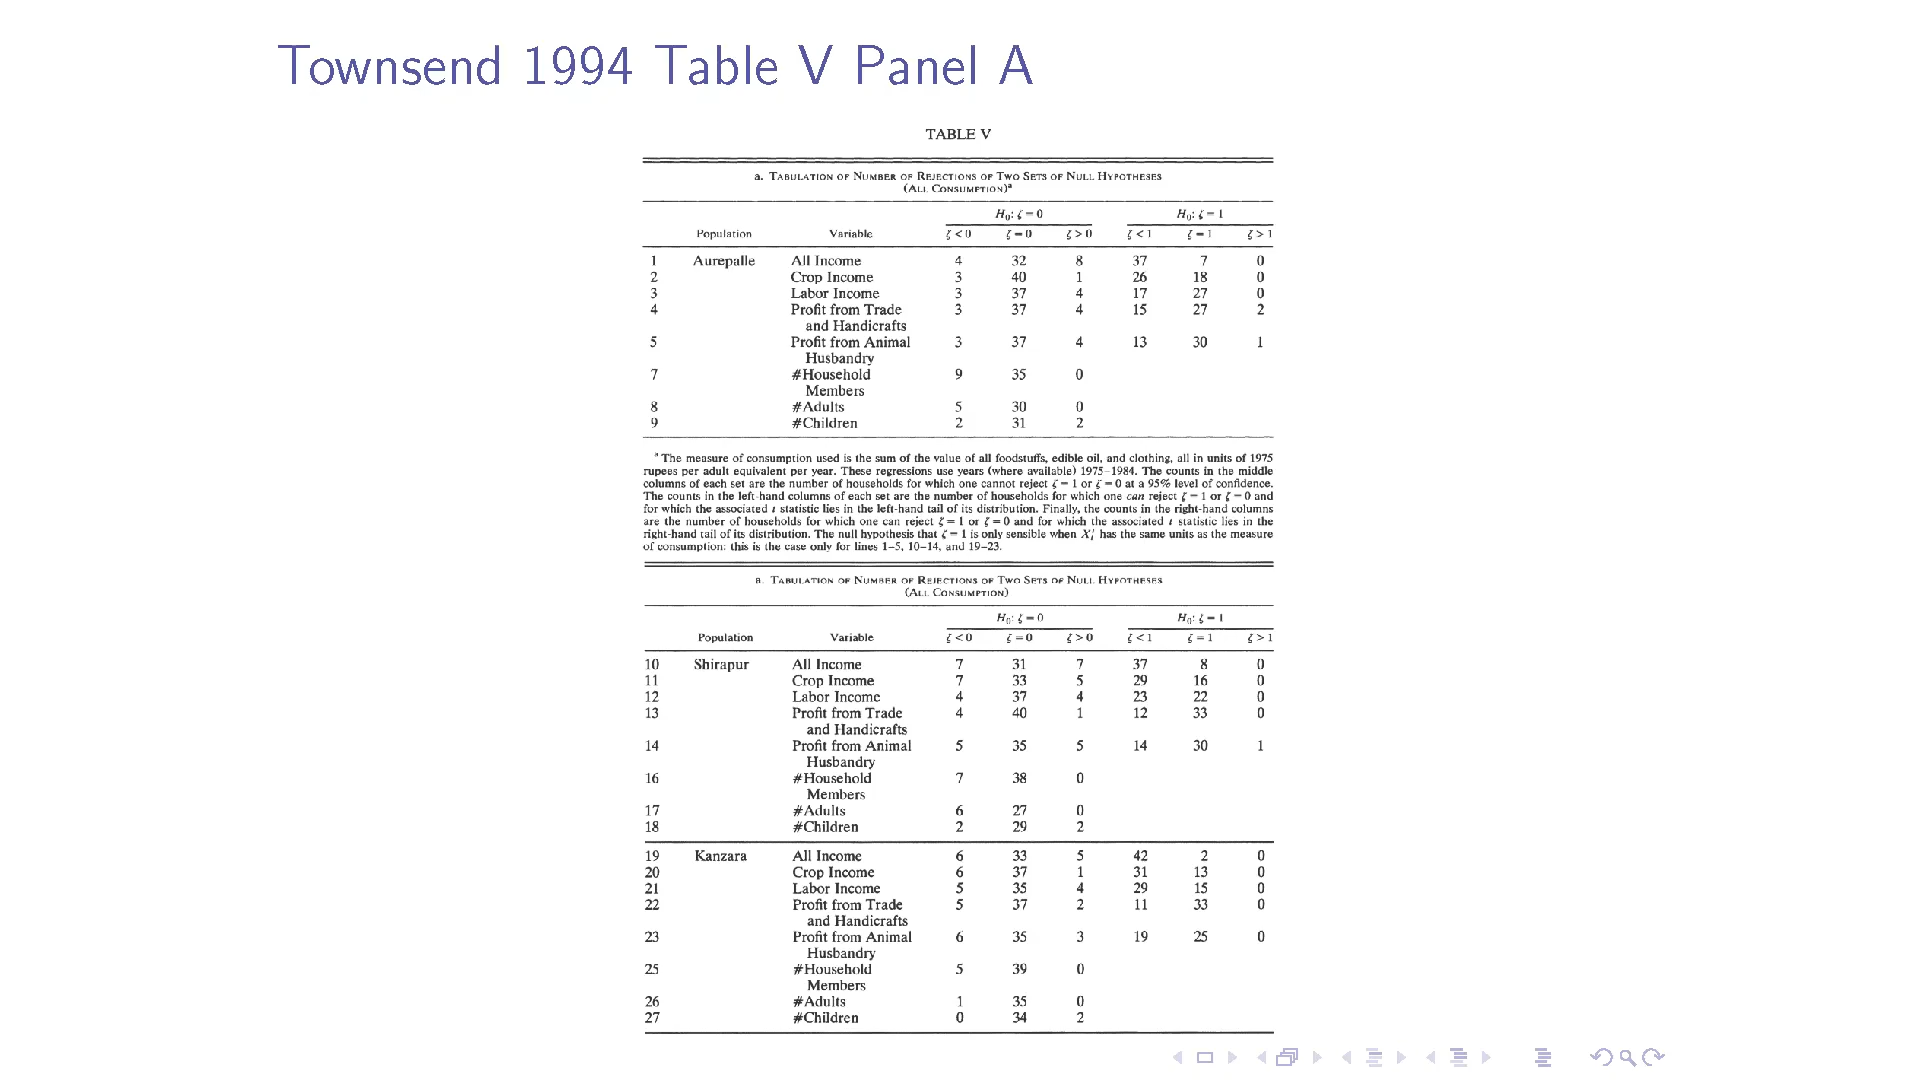 Townsend 1994 Table V Panel A
TABLE V
a. TABULATION OF NUMBER OF REJECTIONS OF TWO SETS OF NULL HYPOTHESES
(ALL CONSUMPTION)ᵃ
H₀: ζ = 0 H₀: ζ = 1
Population Variable ζ < 0 ζ = 0 ζ > 0 ζ < 1 ζ = 1 ζ > 1
1 Aurepalle All Income 4 32 8 37 7 0
2 Crop Income 3 40 1 26 18 0
3 Labor Income 3 37 4 17 27 0
4 Profit from Trade 3 37 4 15 27 2
and Handicrafts
5 Profit from Animal 3 37 4 13 30 1
Husbandry
7 #Household 9 35 0
Members
8 #Adults 5 30 0
9 #Children 2 31 2
ᵃ The measure of consumption used is the sum of the value of all foodstuffs, edible oil, and clothing, all in units of 1975
rupees per adult equivalent per year. These regressions use years (where available) 1975–1984. The counts in the middle
columns of each set are the number of households for which one cannot reject ζ = 1 or ζ = 0 at a 95% level of confidence.
The counts in the left-hand columns of each set are the number of households for which one can reject ζ = 1 or ζ = 0 and
for which the associated t statistic lies in the left-hand tail of its distribution. Finally, the counts in the right-hand columns
are the number of households for which one can reject ζ = 1 or ζ = 0 and for which the associated t statistic lies in the
right-hand tail of its distribution. The null hypothesis that ζ = 1 is only sensible when Xᵢʲ has the same units as the measure
of consumption: this is the case only for lines 1–5, 10–14, and 19–23.
a. TABULATION OF NUMBER OF REJECTIONS OF TWO SETS OF NULL HYPOTHESES
(ALL CONSUMPTION)
H₀: ζ = 0 H₀: ζ = 1
Population Variable ζ < 0 ζ = 0 ζ > 0 ζ < 1 ζ = 1 ζ > 1
10 Shirapur All Income 7 31 7 37 8 0
11 Crop Income 7 33 5 29 16 0
12 Labor Income 4 37 4 23 22 0
13 Profit from Trade 4 40 1 12 33 0
and Handicrafts
14 Profit from Animal 5 35 5 14 30 1
Husbandry
16 #Household 7 38 0
Members
17 #Adults 6 27 0
18 #Children 2 29 2
19 Kanzara All Income 6 33 5 42 2 0
20 Crop Income 6 37 1 31 13 0
21 Labor Income 5 35 4 29 15 0
22 Profit from Trade 5 37 2 11 33 0
and Handicrafts
23 Profit from Animal 6 35 3 19 25 0
Husbandry
25 #Household 5 39 0
Members
26 #Adults 1 35 0
27 #Children 0 34 2